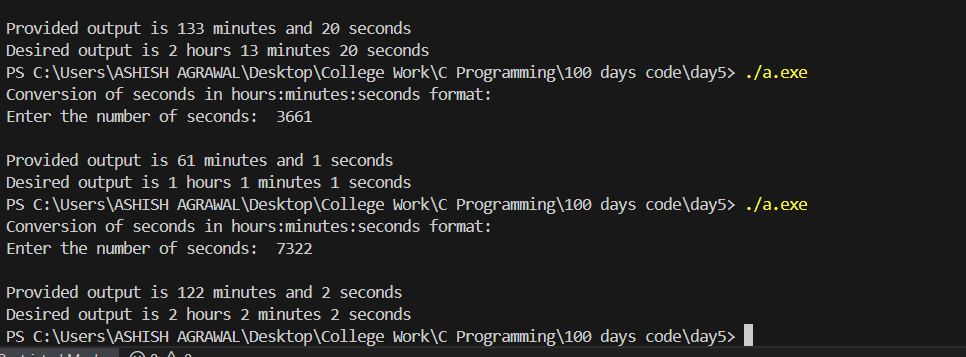 Provided output is 133 minutes and 20 seconds
Desired output is 2 hours 13 minutes 20 seconds
PS C:\Users\ASHISH AGRAWAL\Desktop\College Work\C Programming\100 days code\day5> ./a.exe
Conversion of seconds in hours:minutes:seconds format:
Enter the number of seconds:  3661
Provided output is 61 minutes and 1 seconds
Desired output is 1 hours 1 minutes 1 seconds
PS C:\Users\ASHISH AGRAWAL\Desktop\College Work\C Programming\100 days code\day5> ./a.exe
Conversion of seconds in hours:minutes:seconds format:
Enter the number of seconds:  7322
Provided output is 122 minutes and 2 seconds
Desired output is 2 hours 2 minutes 2 seconds
PS C:\Users\ASHISH AGRAWAL\Desktop\College Work\C Programming\100 days code\day5>